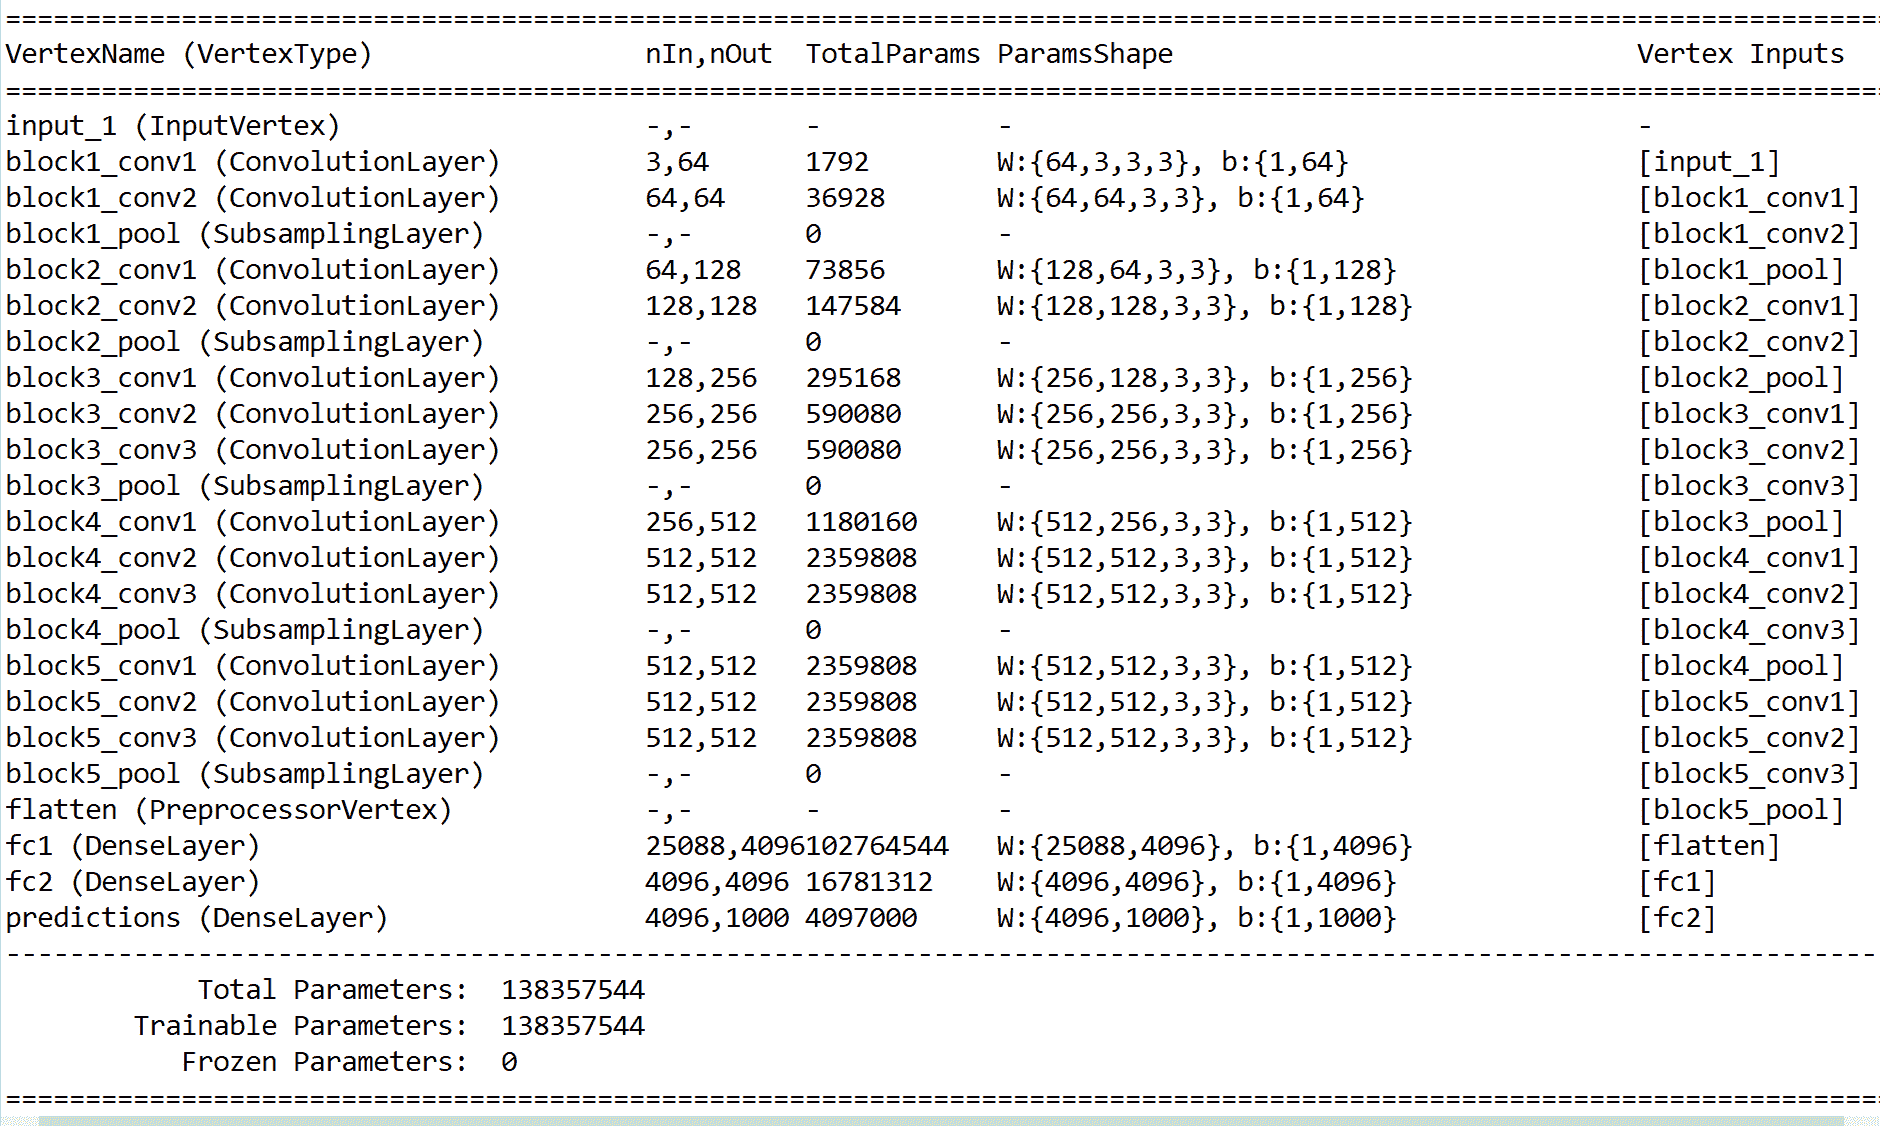 VertexName (VertexType) nIn,nOut TotalParams ParamsShape Vertex Inputs
input_1 (InputVertex) -,- - - -
block1_conv1 (ConvolutionLayer) 3,64 1792 W:{64,3,3,3}, b:{1,64} [input_1]
block1_conv2 (ConvolutionLayer) 64,64 36928 W:{64,64,3,3}, b:{1,64} [block1_conv1]
block1_pool (SubsamplingLayer) -,- 0 - [block1_conv2]
block2_conv1 (ConvolutionLayer) 64,128 73856 W:{128,64,3,3}, b:{1,128} [block1_pool]
block2_conv2 (ConvolutionLayer) 128,128 147584 W:{128,128,3,3}, b:{1,128} [block2_conv1]
block2_pool (SubsamplingLayer) -,- 0 - [block2_conv2]
block3_conv1 (ConvolutionLayer) 128,256 295168 W:{256,128,3,3}, b:{1,256} [block2_pool]
block3_conv2 (ConvolutionLayer) 256,256 590080 W:{256,256,3,3}, b:{1,256} [block3_conv1]
block3_conv3 (ConvolutionLayer) 256,256 590080 W:{256,256,3,3}, b:{1,256} [block3_conv2]
block3_pool (SubsamplingLayer) -,- 0 - [block3_conv3]
block4_conv1 (ConvolutionLayer) 256,512 1180160 W:{512,256,3,3}, b:{1,512} [block3_pool]
block4_conv2 (ConvolutionLayer) 512,512 2359808 W:{512,512,3,3}, b:{1,512} [block4_conv1]
block4_conv3 (ConvolutionLayer) 512,512 2359808 W:{512,512,3,3}, b:{1,512} [block4_conv2]
block4_pool (SubsamplingLayer) -,- 0 - [block4_conv3]
block5_conv1 (ConvolutionLayer) 512,512 2359808 W:{512,512,3,3}, b:{1,512} [block4_pool]
block5_conv2 (ConvolutionLayer) 512,512 2359808 W:{512,512,3,3}, b:{1,512} [block5_conv1]
block5_conv3 (ConvolutionLayer) 512,512 2359808 W:{512,512,3,3}, b:{1,512} [block5_conv2]
block5_pool (SubsamplingLayer) -,- 0 - [block5_conv3]
flatten (PreprocessorVertex) -,- - - [block5_pool]
fc1 (DenseLayer) 25088,4096102764544 W:{25088,4096}, b:{1,4096} [flatten]
fc2 (DenseLayer) 4096,4096 16781312 W:{4096,4096}, b:{1,4096} [fc1]
predictions (DenseLayer) 4096,1000 4097000 W:{4096,1000}, b:{1,1000} [fc2]
Total Parameters: 138357544
Trainable Parameters: 138357544
Frozen Parameters: 0